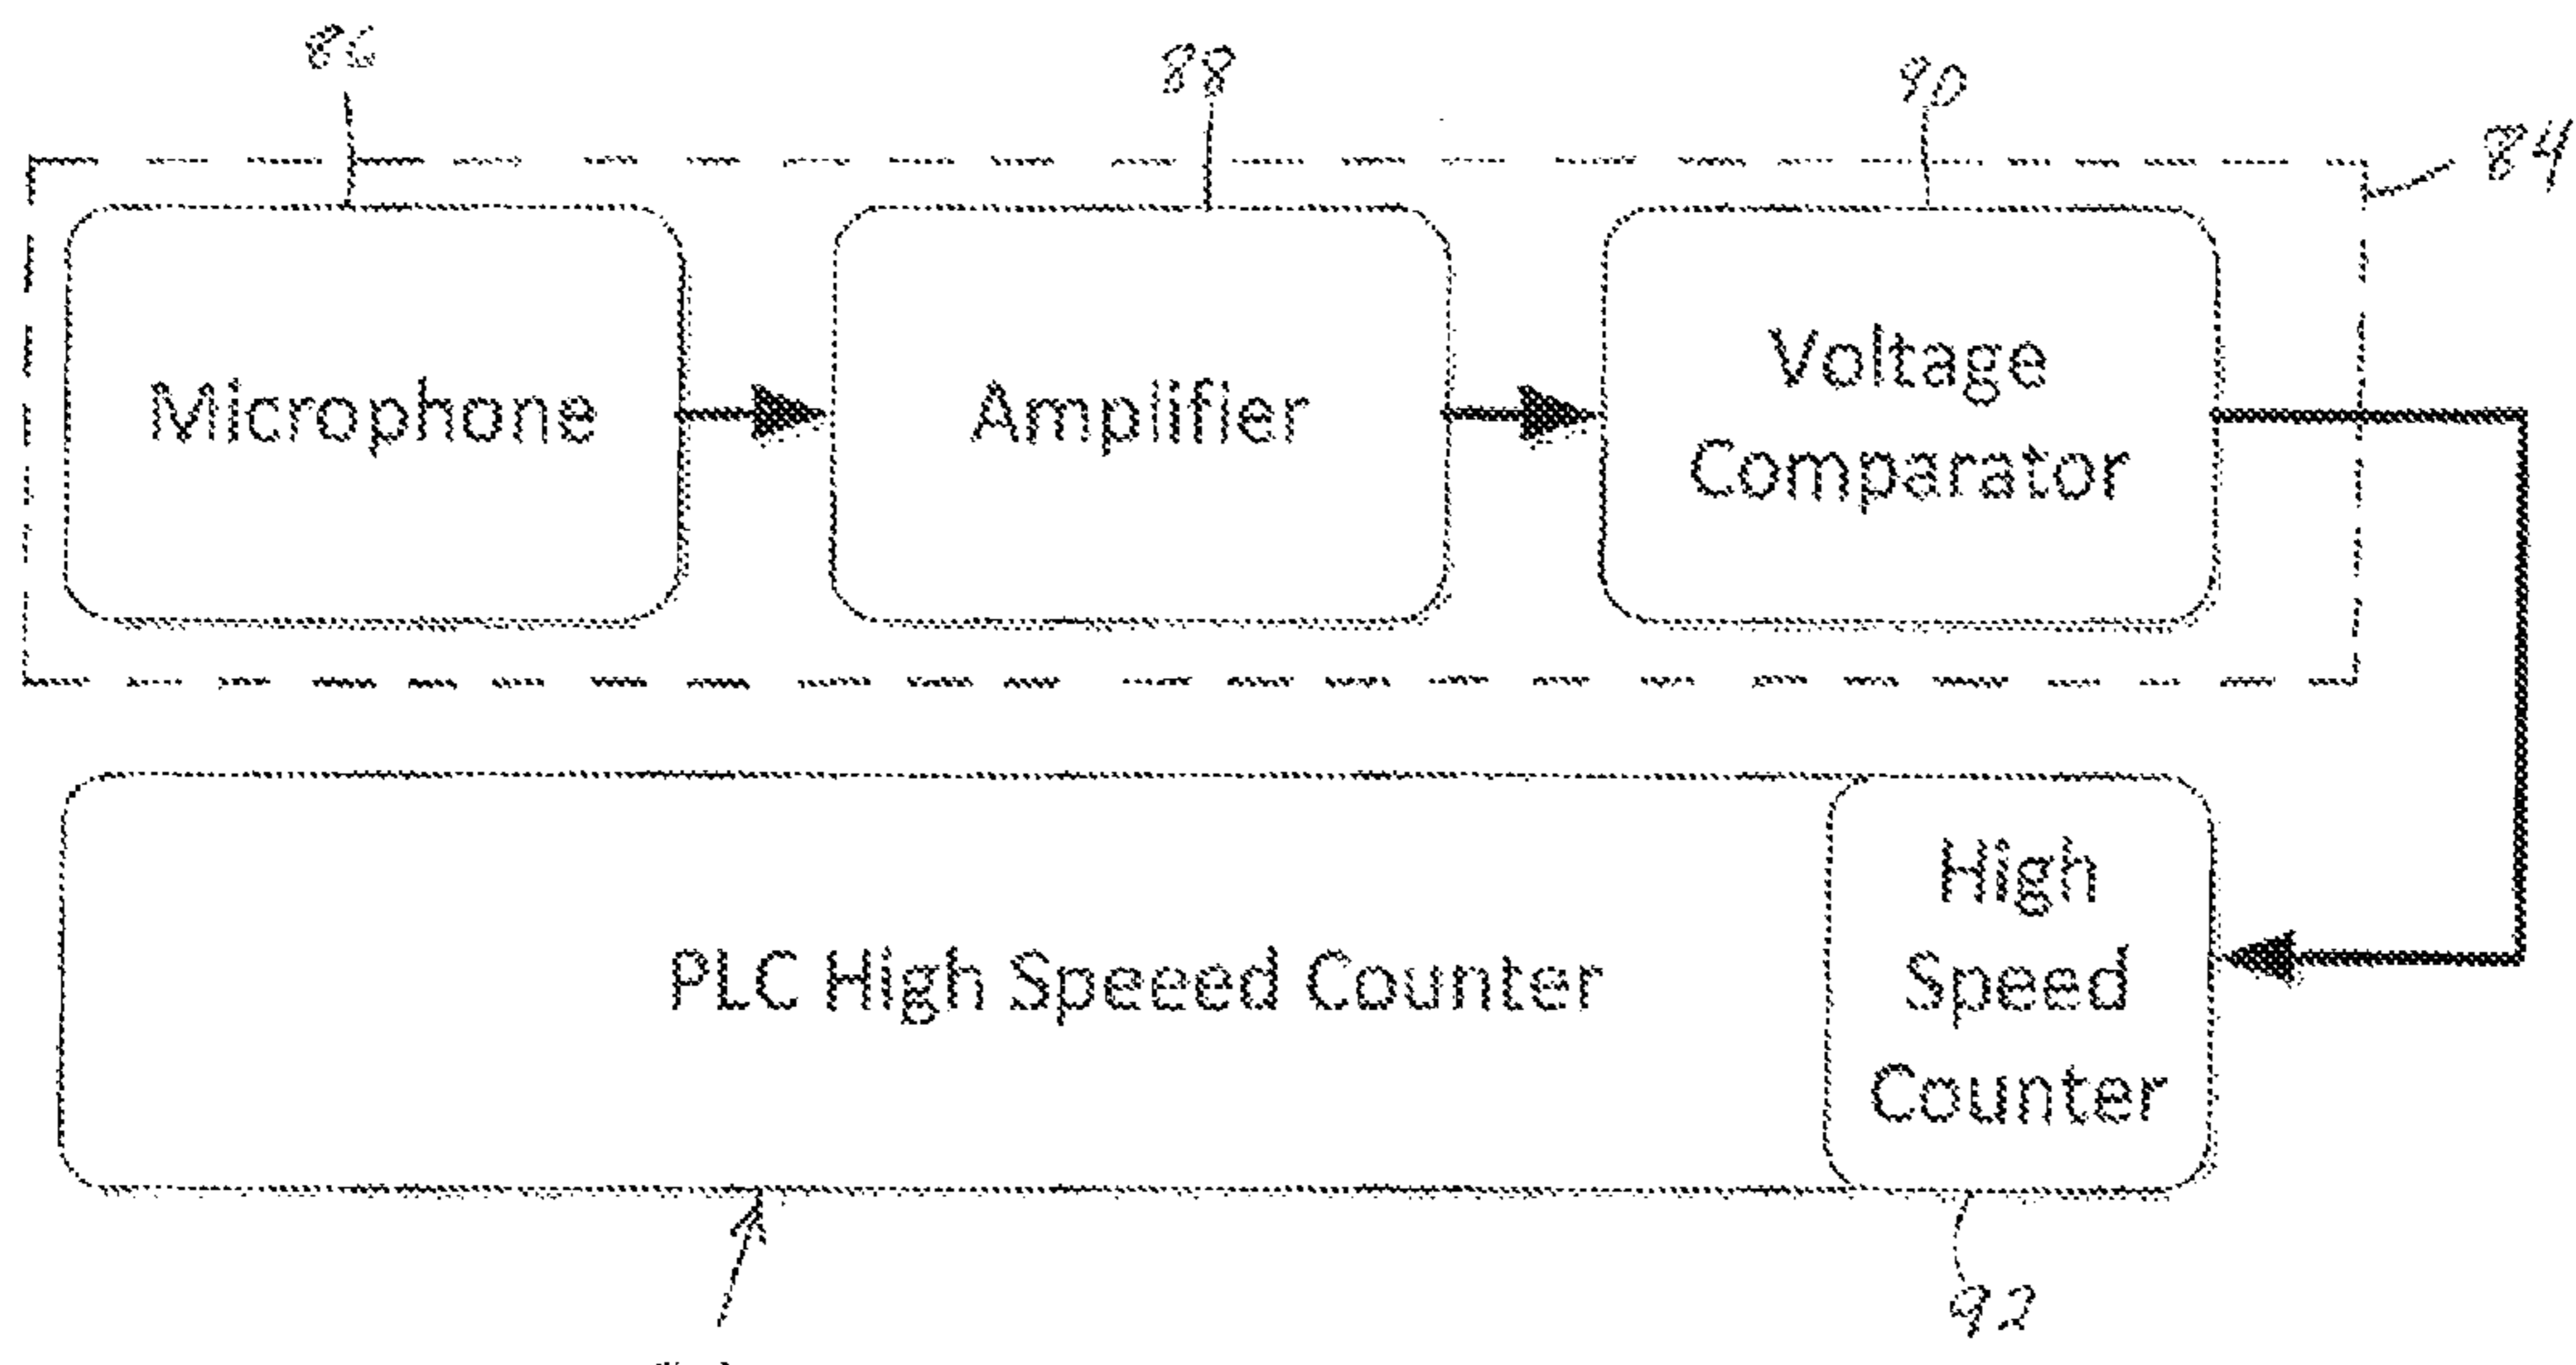 86
88
90
84
Microphone
Amplifier
Voltage
Comparator
PLC High Speeed Counter
High
Speed
Counter
92